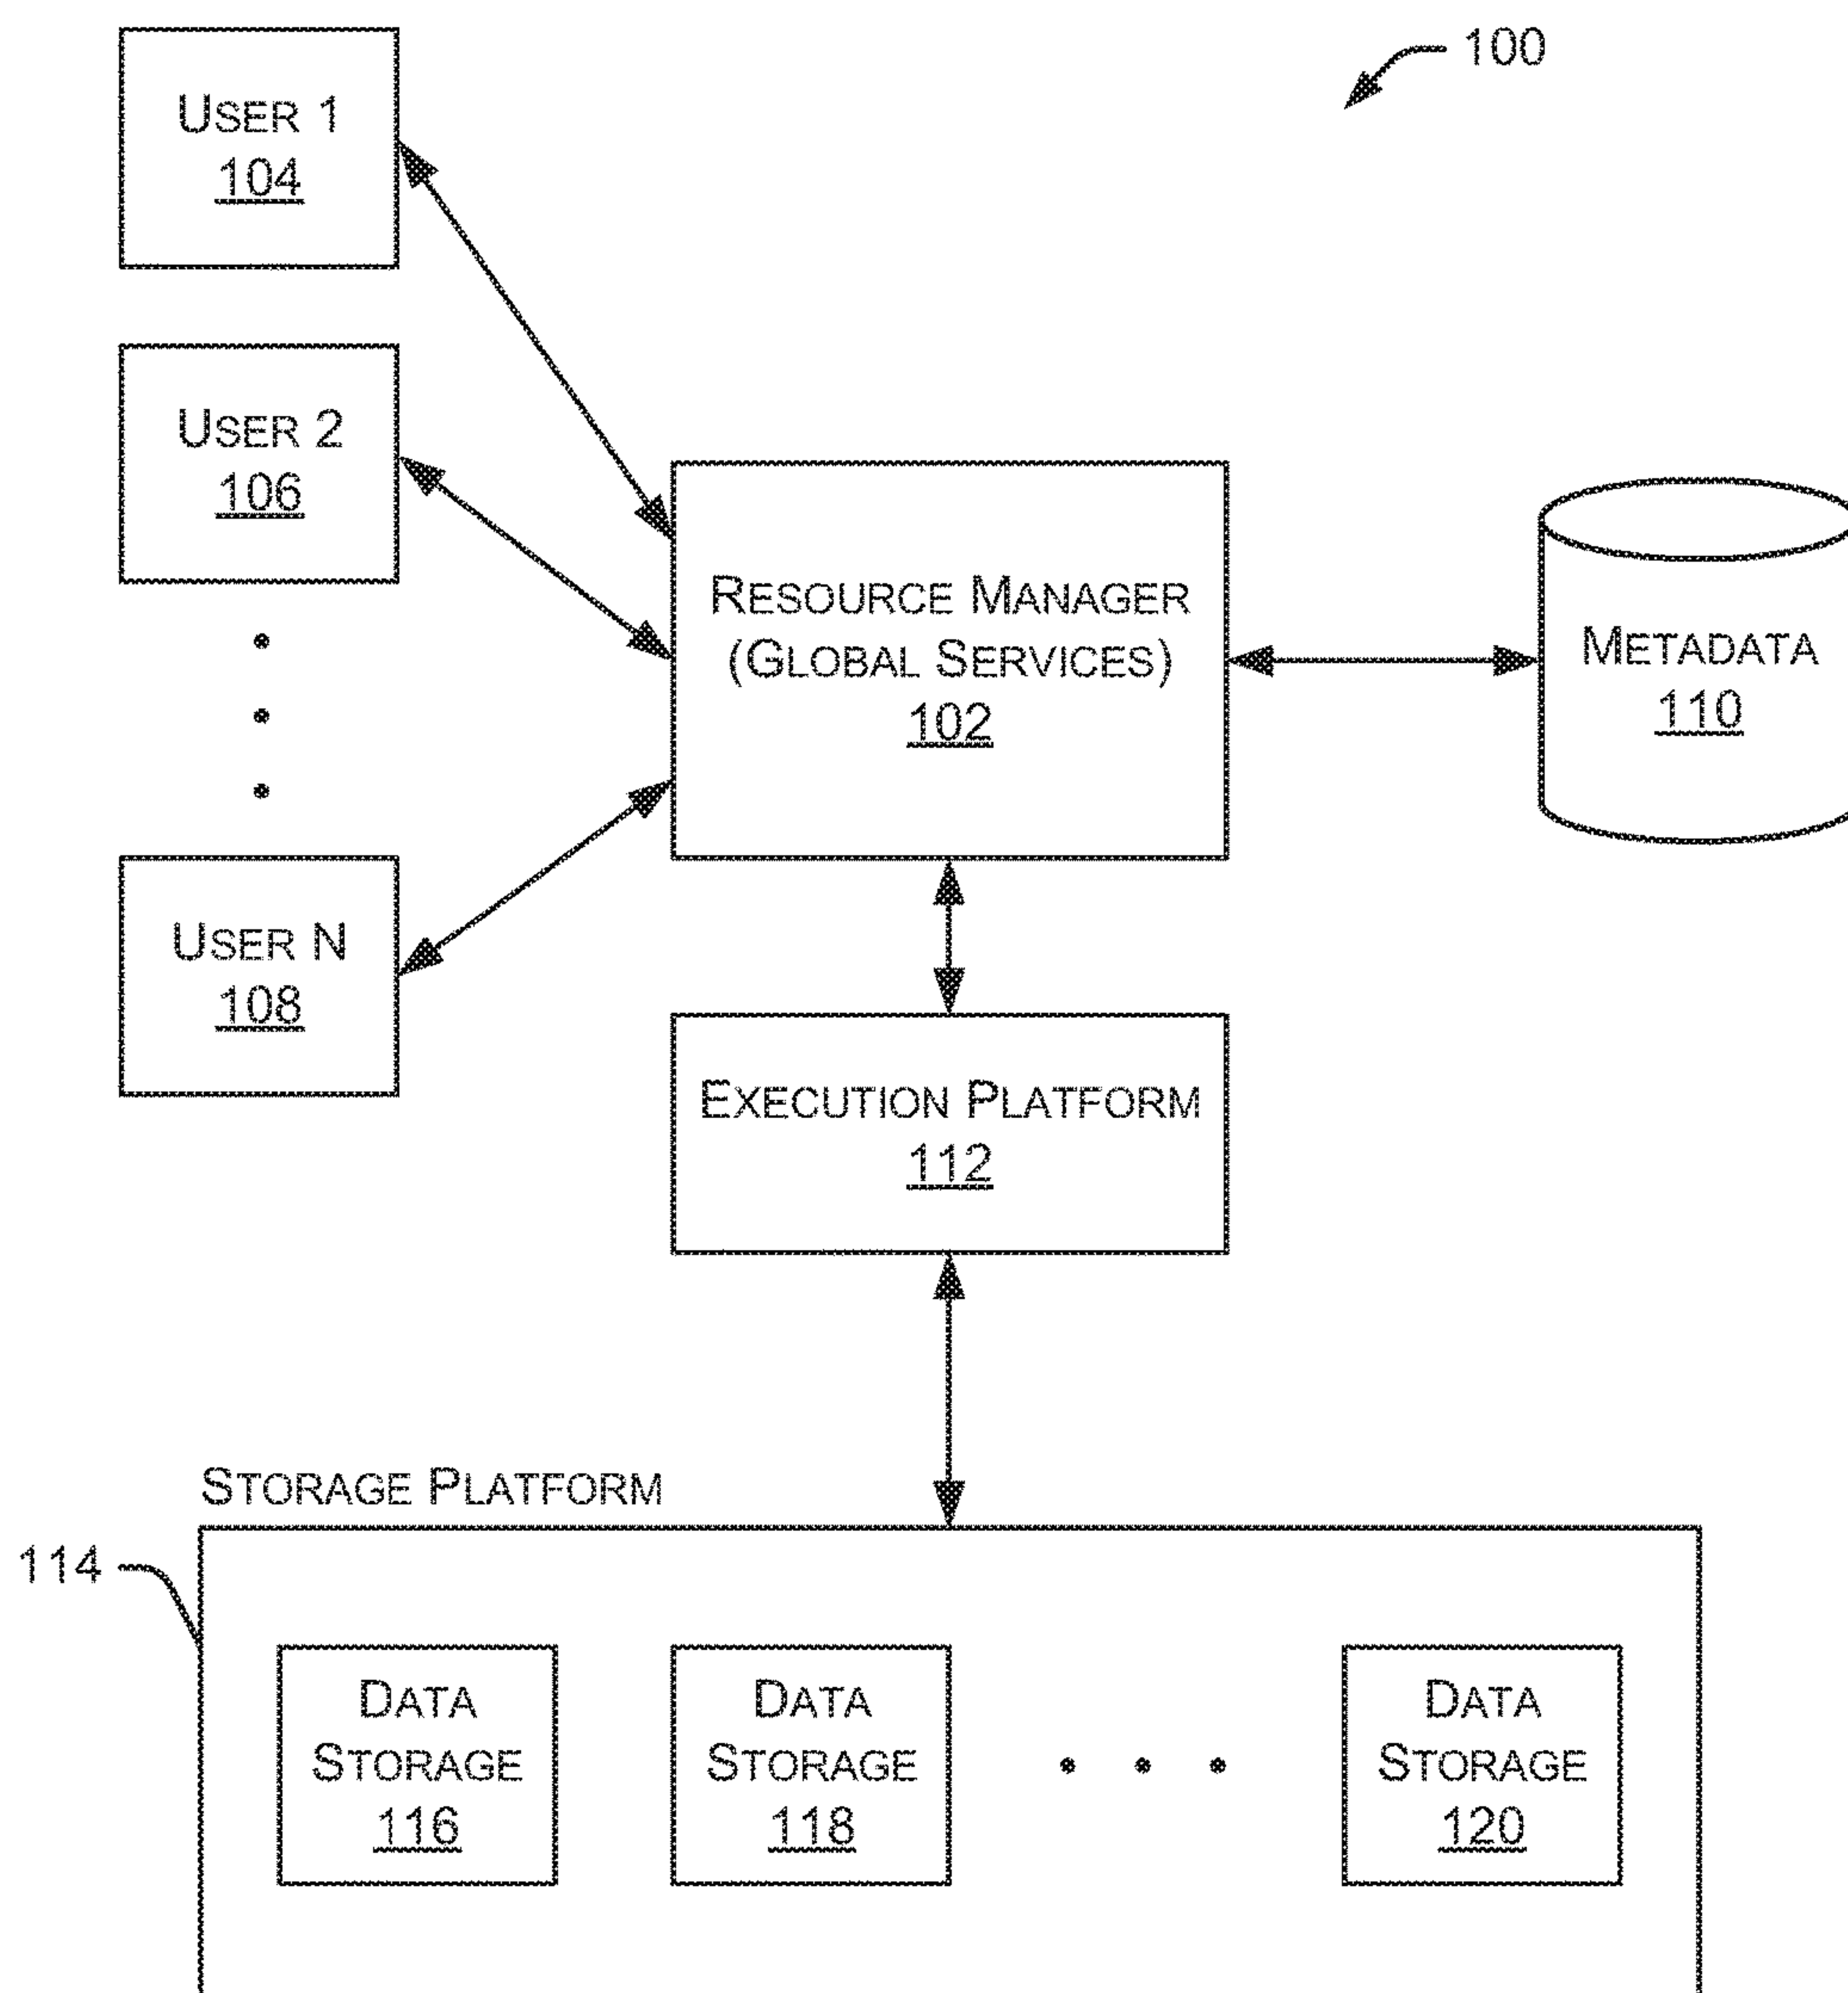 100
USER 1
104
USER 2
106
RESOURCE MANAGER
(GLOBAL SERVICES)
102
METADATA
110
USER N
108
EXECUTION PLATFORM
112
STORAGE PLATFORM
114
DATA
STORAGE
116
DATA
STORAGE
118
DATA
STORAGE
120